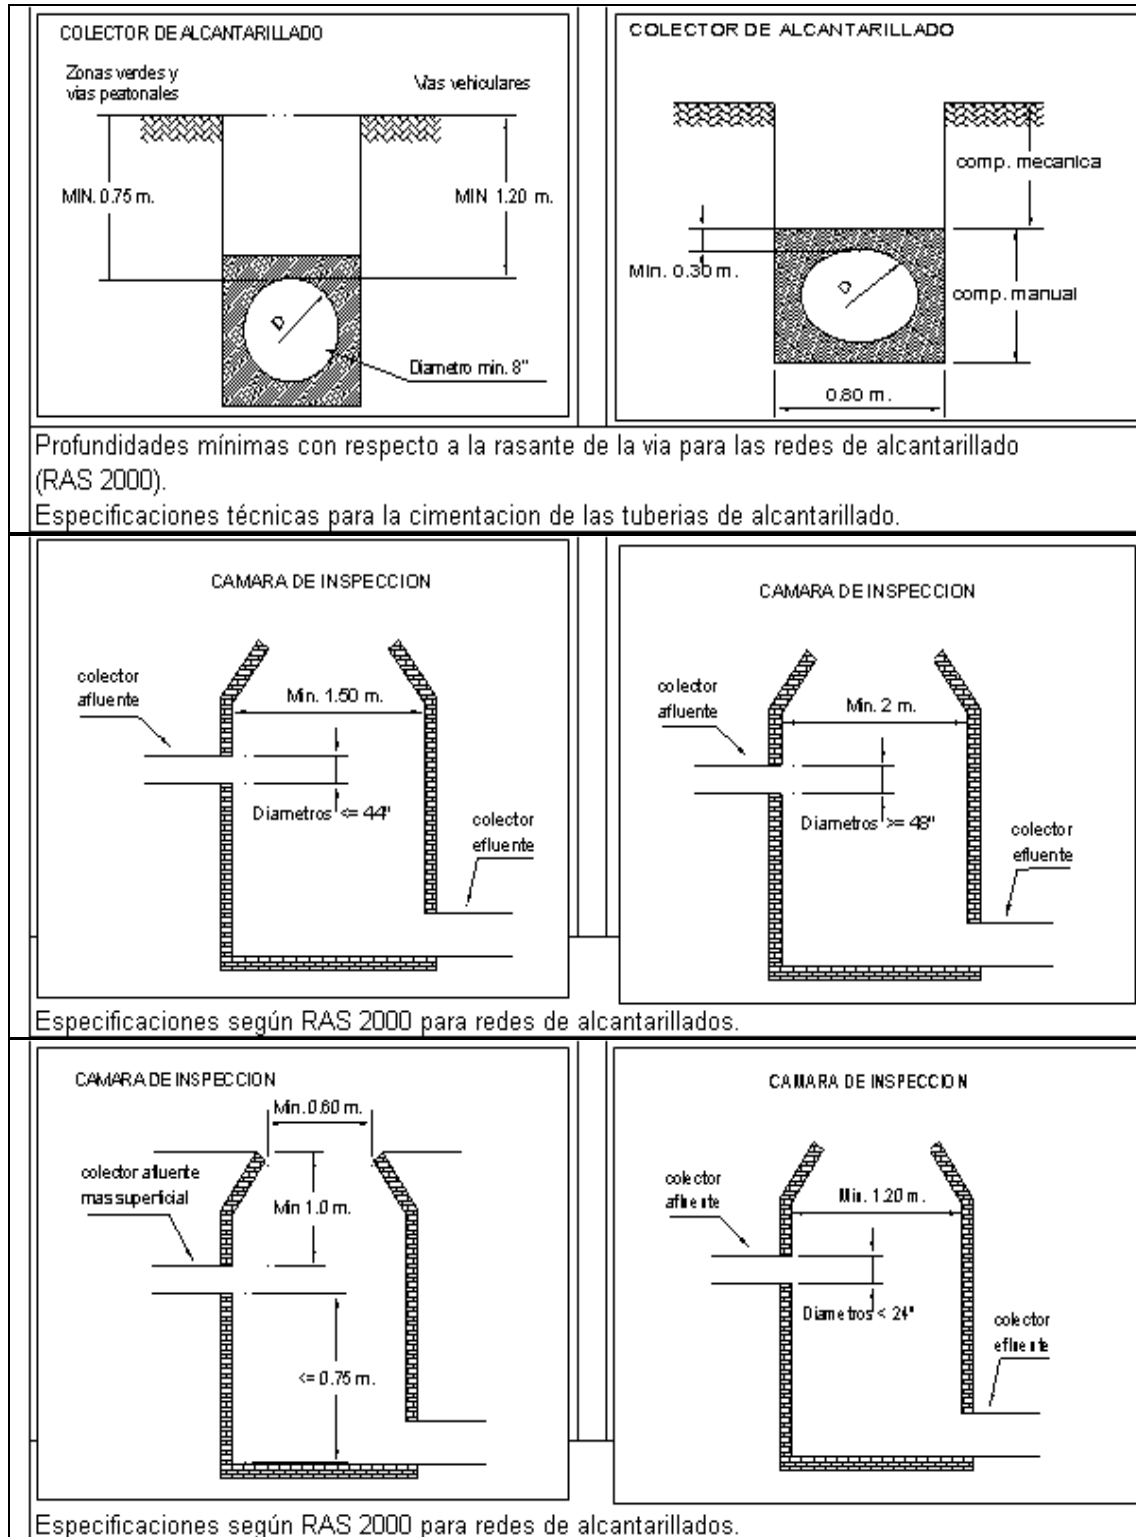 COLECTOR DE ALCANTARILLADO
Zonas verdes y
vias peatonales
Vias vehiculares
MIN. 0.75 m.
MIN 1.20 m.
D
Diametro min. 8"
COLECTOR DE ALCANTARILLADO
comp. mecanica
Min. 0.30 m.
D
comp. manual
0.80 m.
Profundidades mínimas con respecto a la rasante de la via para las redes de alcantarillado
(RAS 2000).
Especificaciones técnicas para la cimentacion de las tuberias de alcantarillado.
CAMARA DE INSPECCION
colector
afluente
Min. 1.50 m.
Diametros <= 44"
colector
efluente
CAMARA DE INSPECCION
colector
afluente
Min. 2 m.
Diametros >= 48"
colector
efluente
Especificaciones según RAS 2000 para redes de alcantarillados.
CAMARA DE INSPECCION
Min. 0.60 m.
colector afluente
mas superficial
Min 1.0 m.
<= 0.75 m.
CAMARA DE INSPECCION
colector
afluente
Min. 1.20 m.
Diametros < 24"
colector
efluente
Especificaciones según RAS 2000 para redes de alcantarillados.